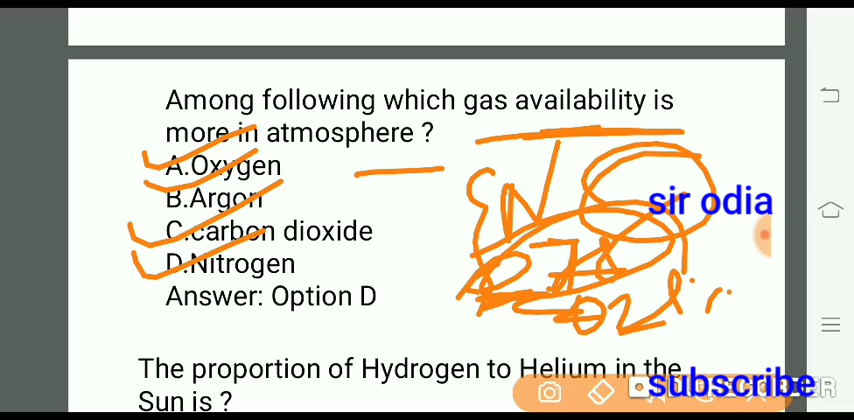 Among following which gas availability is
more in atmosphere ?
A.Oxygen
B.Argon
C.carbon dioxide
D.Nitrogen
Answer: Option D
sir odia
The proportion of Hydrogen to Helium in the
Sun is ?
subscribe